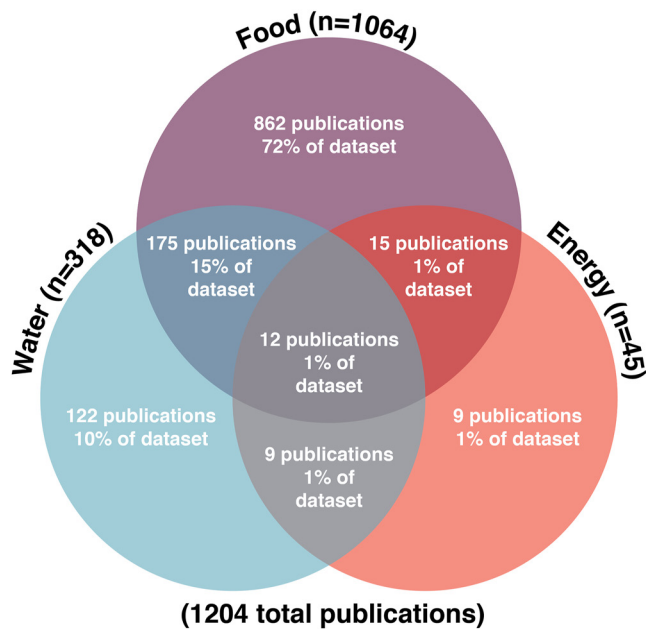 Food (n=1064)
862 publications
72% of dataset
Water (n=318)
175 publications
15% of
dataset
15 publications
1% of
dataset
Energy (n=45)
12 publications
1% of
dataset
122 publications
10% of dataset
9 publications
1% of dataset
9 publications
1% of
dataset
(1204 total publications)